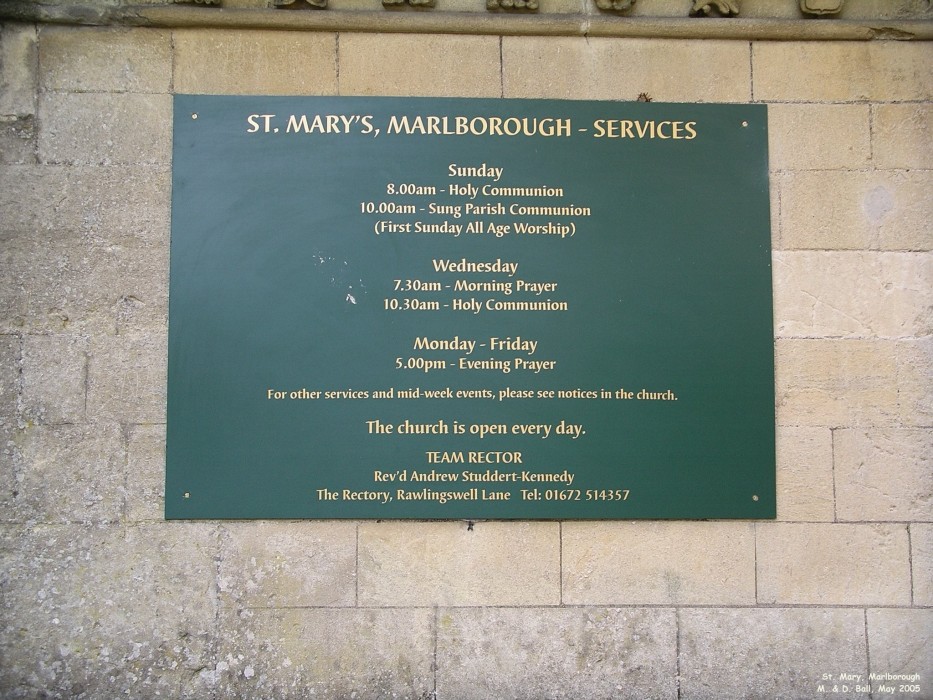 ST. MARY'S, MARLBOROUGH - SERVICES
Sunday
8.00am - Holy Communion
10.00am - Sung Parish Communion
(First Sunday All Age Worship)
Wednesday
7.30am - Morning Prayer
10.30am - Holy Communion
Monday - Friday
5.00pm - Evening Prayer
For other services and mid-week events, please see notices in the church.
The church is open every day.
TEAM RECTOR
Rev'd Andrew Studdert-Kennedy
The Rectory, Rawlingswell Lane Tel: 01672 514357
St. Mary, Marlborough
M. & D. Ball, May 2005